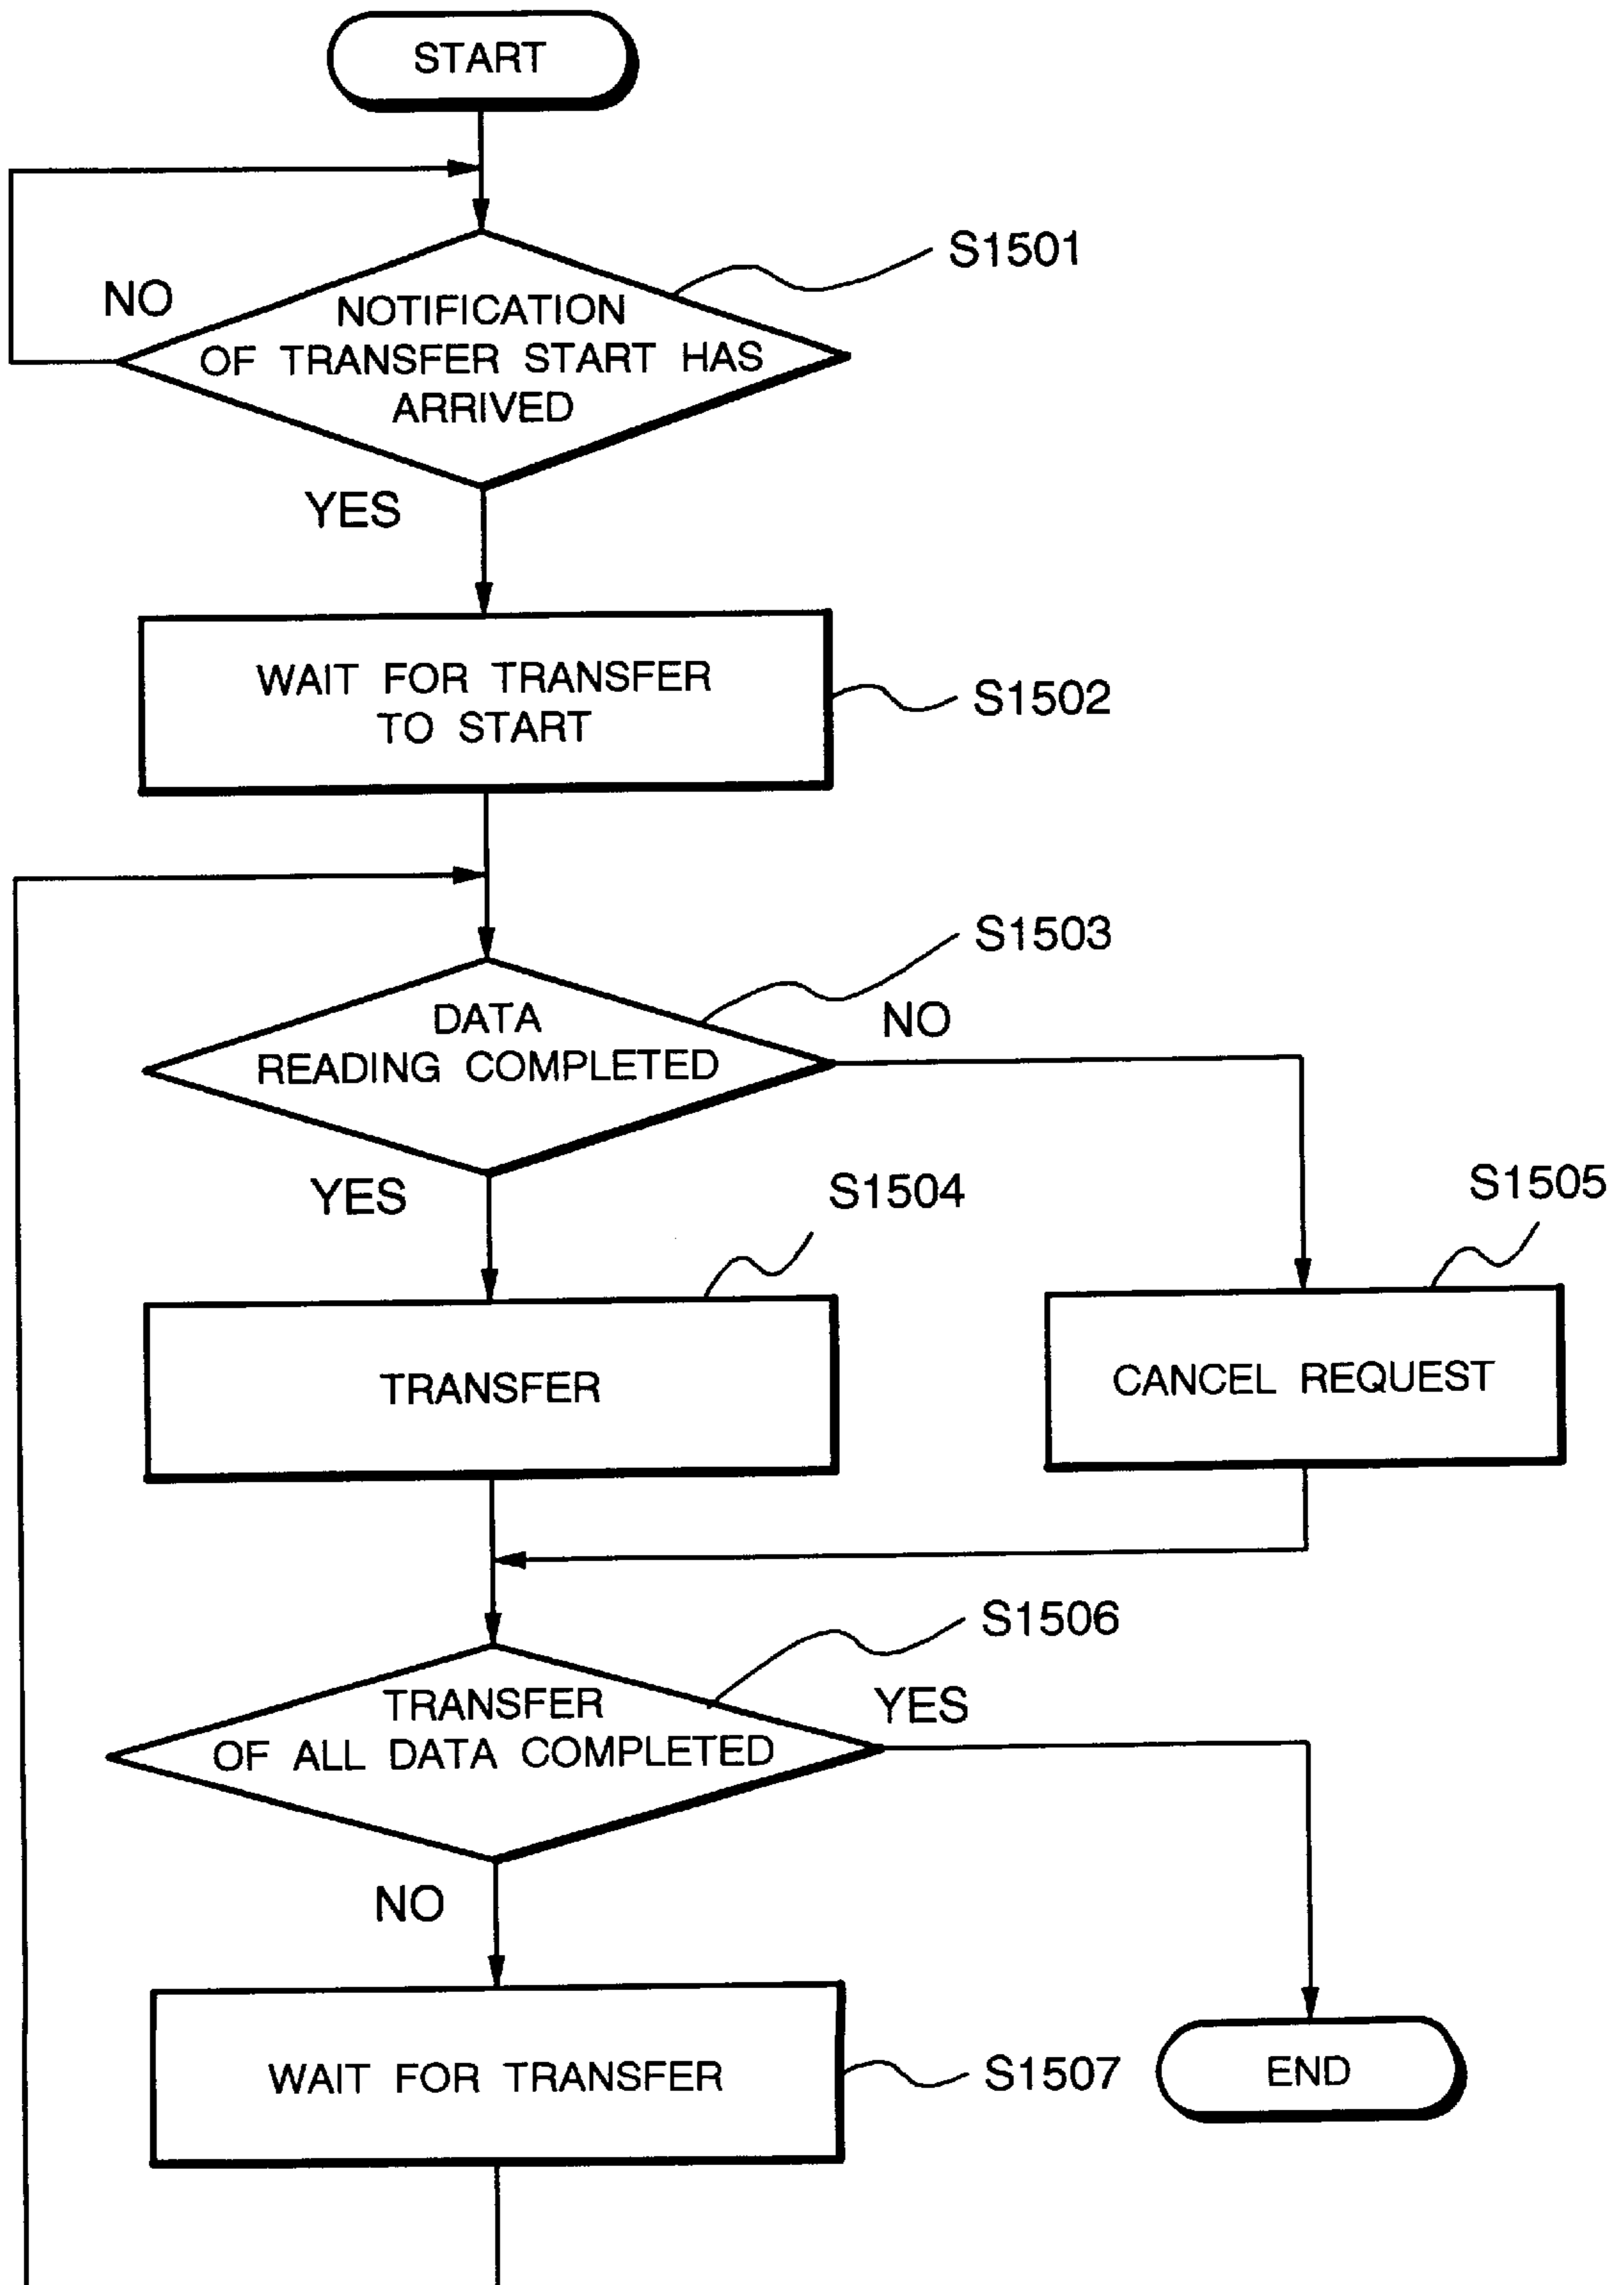 START
S1501
NO
NOTIFICATION
OF TRANSFER START HAS
ARRIVED
YES
WAIT FOR TRANSFER
TO START
S1502
S1503
DATA
READING COMPLETED
NO
YES
S1504
S1505
TRANSFER
CANCEL REQUEST
S1506
TRANSFER
OF ALL DATA COMPLETED
YES
NO
WAIT FOR TRANSFER
S1507
END